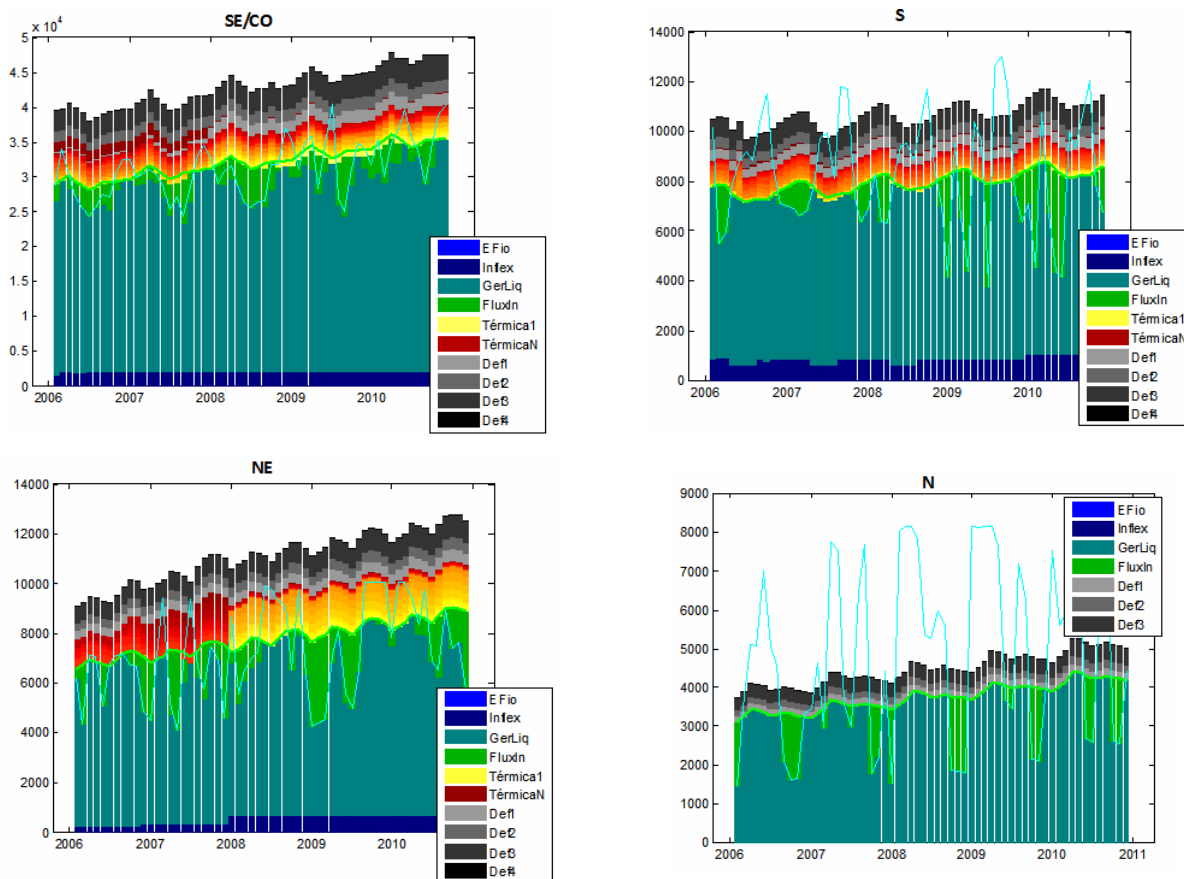 SE/CO
x 10⁴
5
4.5
4
3.5
3
2.5
2
1.5
1
0.5
0
2006 2007 2008 2009 2010
EFio
Inflex
GerLiq
FluxIn
Térmica1
TérmicaN
Def1
Def2
Def3
Def4
S
14000
12000
10000
8000
6000
4000
2000
0
2006 2007 2008 2009 2010
EFio
Inflex
GerLiq
FluxIn
Térmica1
TérmicaN
Def1
Def2
Def3
Def4
NE
14000
12000
10000
8000
6000
4000
2000
0
2006 2007 2008 2009 2010
EFio
Inflex
GerLiq
FluxIn
Térmica1
TérmicaN
Def1
Def2
Def3
Def4
N
9000
8000
7000
6000
5000
4000
3000
2000
1000
0
2006 2007 2008 2009 2010 2011
EFio
Inflex
GerLiq
FluxIn
Def1
Def2
Def3